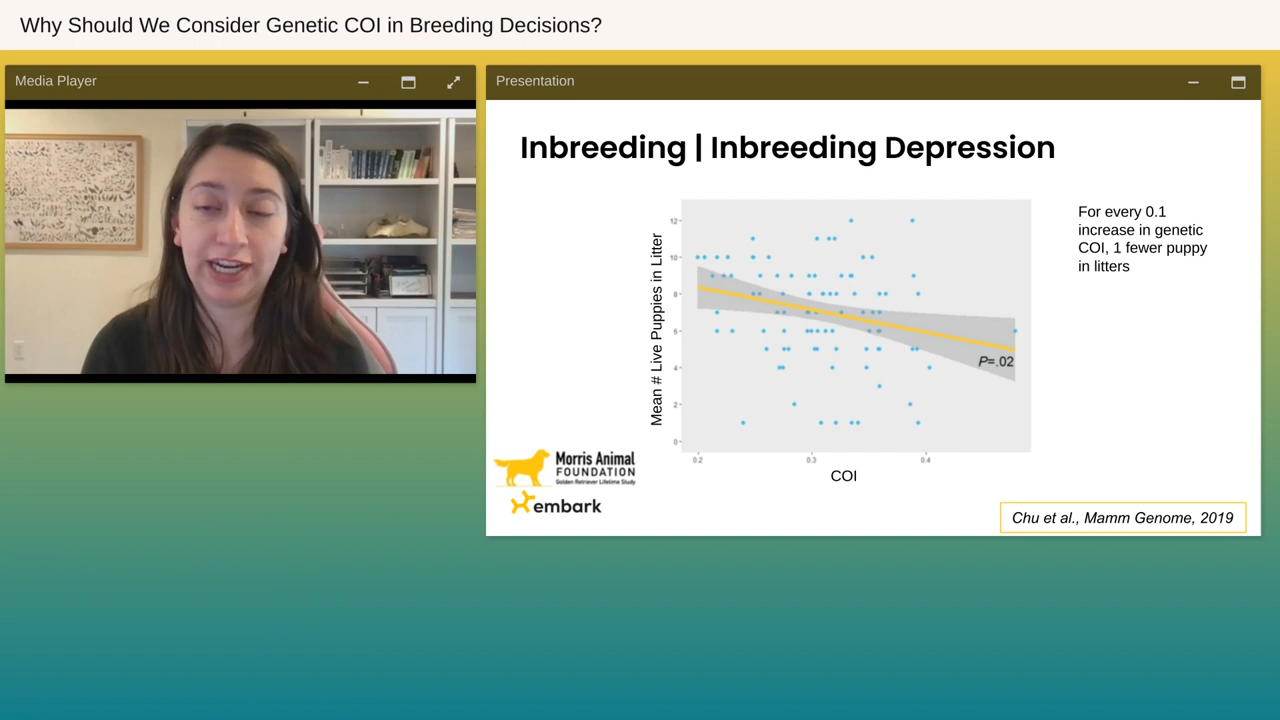 Why Should We Consider Genetic COI in Breeding Decisions?
Media Player
Presentation
Inbreeding | Inbreeding Depression
Mean # Live Puppies in Litter
12
10
8
6
4
2
0
P=.02
0.2
0.3
0.4
COI
For every 0.1
increase in genetic
COI, 1 fewer puppy
in litters
Morris Animal
FOUNDATION
Golden Retriever Lifetime Study
embark
Chu et al., Mamm Genome, 2019